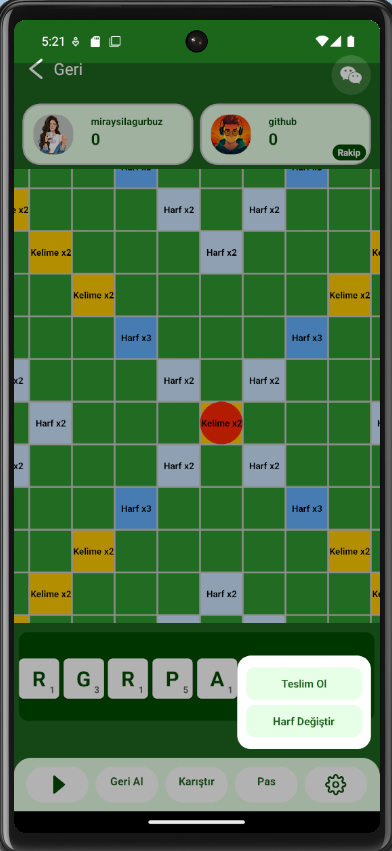 5:21
Geri
miraysilagurbuz
0
github
0
Rakip
x2 Harf x2 Harf x2
Kelime x2 Harf x2
Kelime x2 Kelime x2
Harf x3 Harf x3
x2 Harf x2 Harf x2
Harf x2 Kelime x2
x2 Harf x2 Harf x2
Harf x3 Harf x3
Kelime x2 Kelime x2
Kelime x2 Harf x2
R 1 G 3 R 1 P 5 A 1
Teslim Ol
Harf Değiştir
Geri Al Karıştır Pas